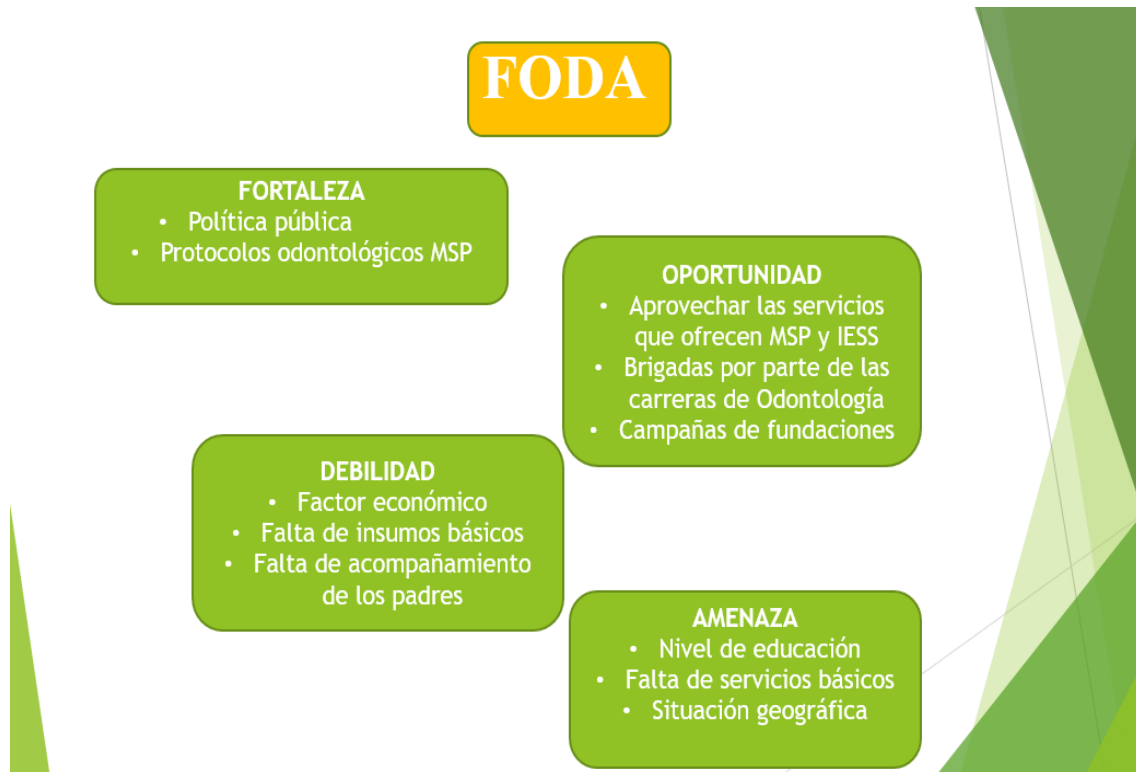 FODA
FORTALEZA
• Política pública
• Protocolos odontológicos MSP
OPORTUNIDAD
• Aprovechar las servicios
que ofrecen MSP y IESS
• Brigadas por parte de las
carreras de Odontología
• Campañas de fundaciones
DEBILIDAD
• Factor económico
• Falta de insumos básicos
• Falta de acompañamiento
de los padres
AMENAZA
• Nivel de educación
• Falta de servicios básicos
• Situación geográfica